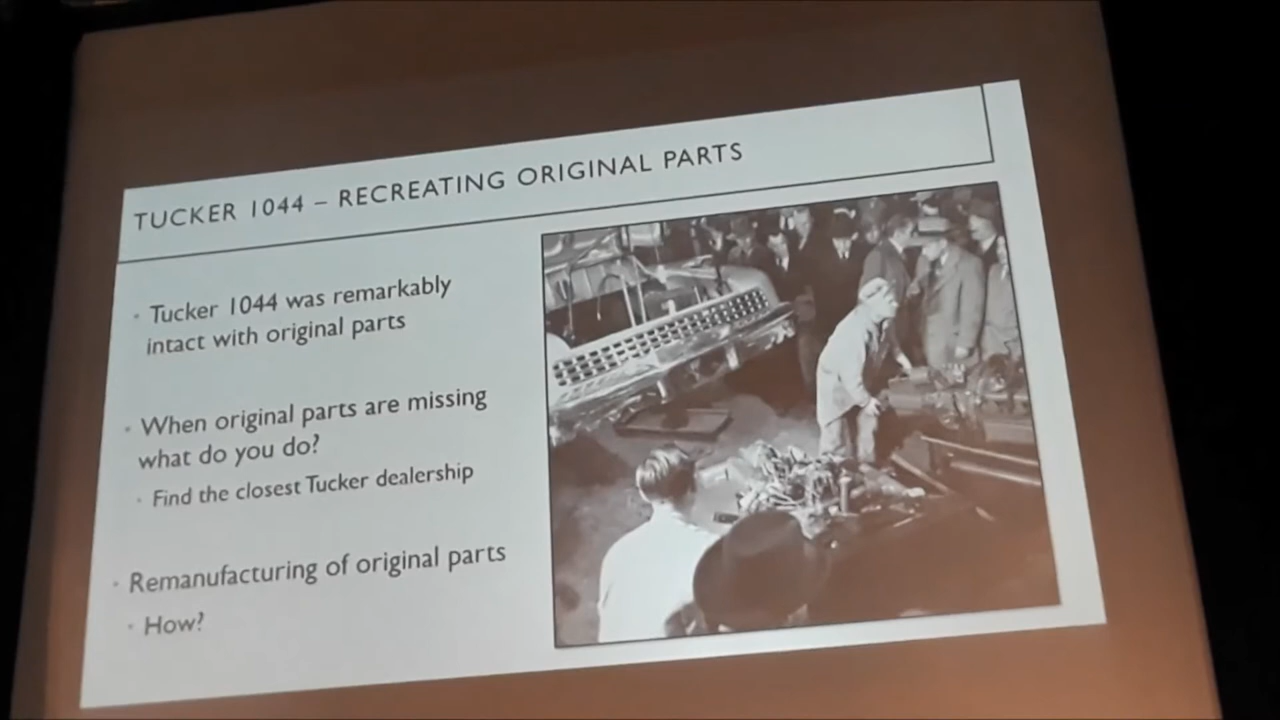 TUCKER 1044 – RECREATING ORIGINAL PARTS
Tucker 1044 was remarkably
intact with original parts
When original parts are missing
what do you do?
Find the closest Tucker dealership
Remanufacturing of original parts
How?